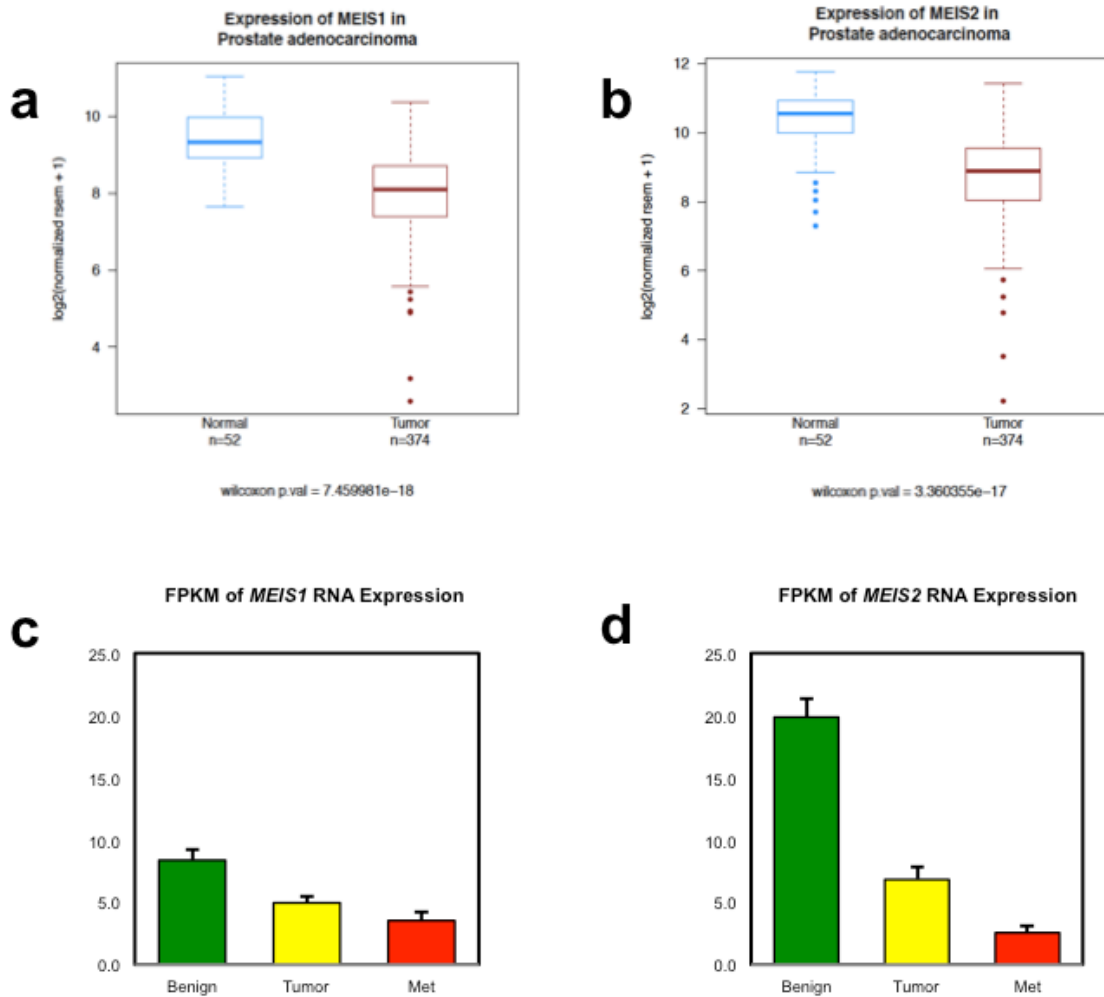 a
Expression of MEIS1 in
Prostate adenocarcinoma
log2(normalized rsem + 1)
10
8
6
4
Normal
n=52
Tumor
n=374
wilcoxon p.val = 7.459981e−18
b
Expression of MEIS2 in
Prostate adenocarcinoma
log2(normalized rsem + 1)
12
10
8
6
4
2
Normal
n=52
Tumor
n=374
wilcoxon p.val = 3.360355e−17
c
FPKM of MEIS1 RNA Expression
25.0
20.0
15.0
10.0
5.0
0.0
Benign Tumor Met
d
FPKM of MEIS2 RNA Expression
25.0
20.0
15.0
10.0
5.0
0.0
Benign Tumor Met